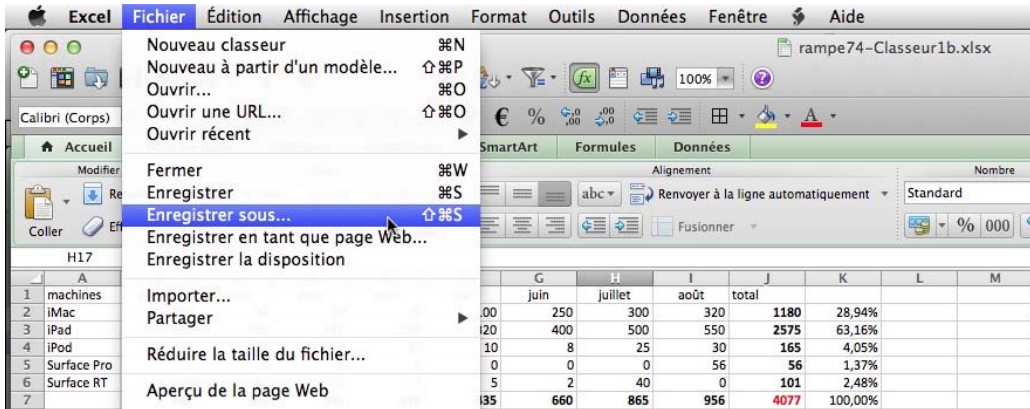 Excel Fichier Édition Affichage Insertion Format Outils Données Fenêtre Aide
rampe74-Classeur1b.xlsx
Nouveau classeur ⌘N
Nouveau à partir d'un modèle... ⇧⌘P
Ouvrir... ⌘O
Ouvrir une URL... ⇧⌘O
Ouvrir récent ▶
Fermer ⌘W
Enregistrer ⌘S
Enregistrer sous... ⇧⌘S
Enregistrer en tant que page Web...
Enregistrer la disposition
Importer...
Partager ▶
Réduire la taille du fichier...
Aperçu de la page Web
fx 100% ?
Calibri (Corps) € %
Accueil SmartArt Formules Données
Modifier Alignement Nombre
abc Renvoyer à la ligne automatiquement Standard
Coller Fusionner % 000
H17
A G H I J K L M
1 machines juin juillet août total
2 iMac 250 300 320 1180 28,94%
3 iPad 400 500 550 2575 63,16%
4 iPod 10 8 25 30 165 4,05%
5 Surface Pro 0 0 0 56 56 1,37%
6 Surface RT 5 2 40 0 101 2,48%
7 660 865 956 4077 100,00%